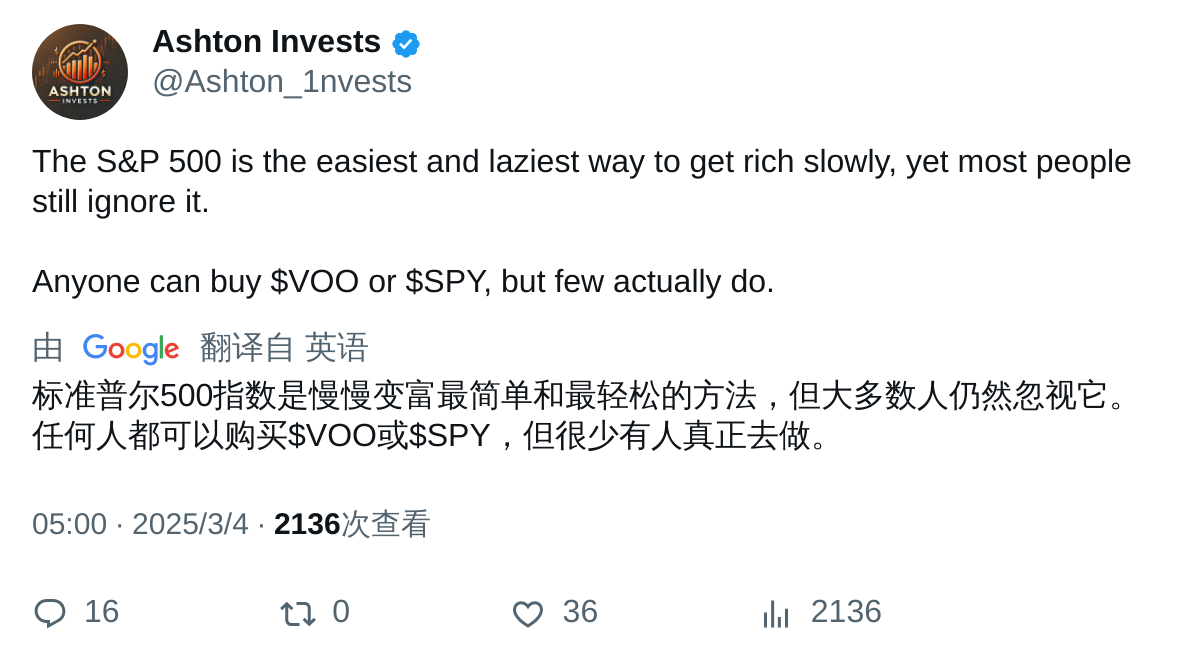 ASHTON
INVESTS
Ashton Invests
@Ashton_1nvests
The S&P 500 is the easiest and laziest way to get rich slowly, yet most people
still ignore it.
Anyone can buy $VOO or $SPY, but few actually do.
由 Google 翻译自 英语
标准普尔500指数是慢慢变富最简单和最轻松的方法，但大多数人仍然忽视它。
任何人都可以购买$VOO或$SPY，但很少有人真正去做。
05:00 · 2025/3/4 · 2136次查看
16 0 36 2136